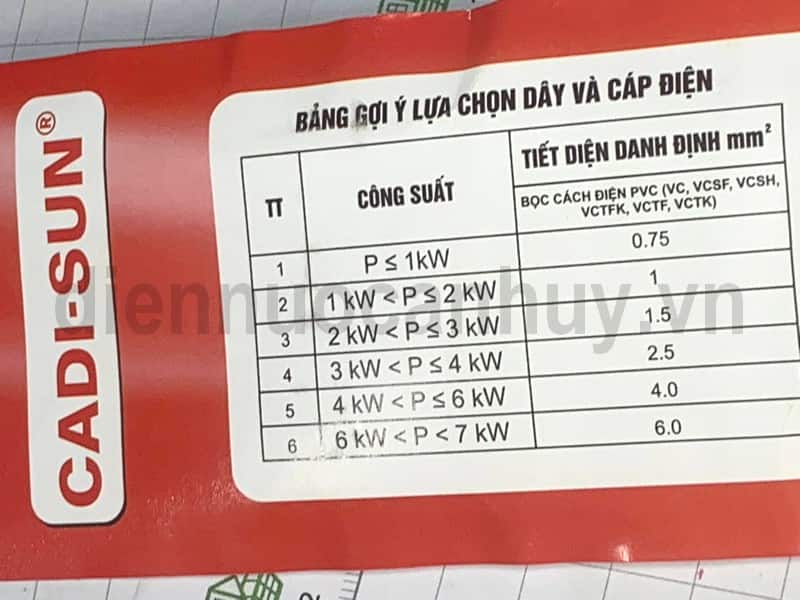 CADI-SUN®
BẢNG GỢI Ý LỰA CHỌN DÂY VÀ CÁP ĐIỆN
TT
CÔNG SUẤT
TIẾT DIỆN DANH ĐỊNH mm²
BỌC CÁCH ĐIỆN PVC (VC, VCSF, VCSH,
VCTFK, VCTF, VCTK)
1 P ≤ 1kW 0.75
2 1 kW < P ≤ 2 kW 1
3 2 kW < P ≤ 3 kW 1.5
4 3 kW < P ≤ 4 kW 2.5
5 4 kW < P ≤ 6 kW 4.0
6 6 kW < P < 7 kW 6.0
diennuocanhuy.vn